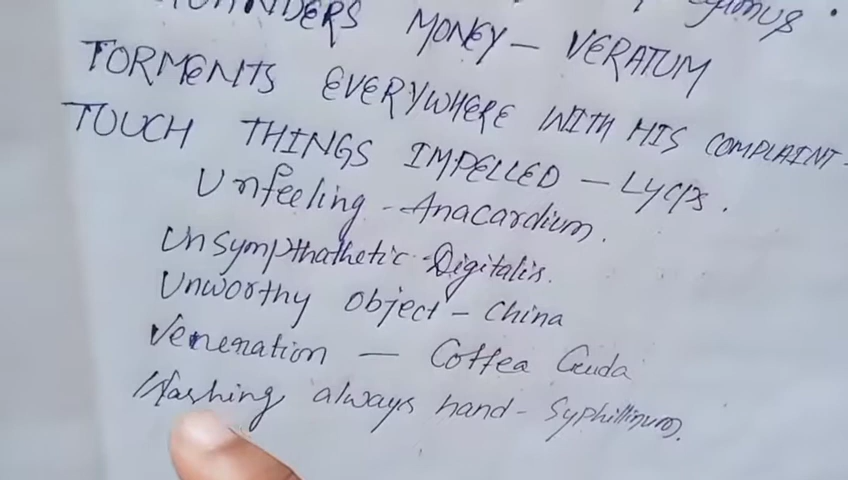 MONEY - VERATUM
TORMENTS EVERYWHERE WITH HIS COMPLAINT -
TOUCH THINGS IMPELLED - LYCPS.
Unfeeling - Anacardium.
Unsympthathetic - Digitalis.
Unworthy object - China
Veneration - Coffea Cruda
Washing always hand - Syphillinum.